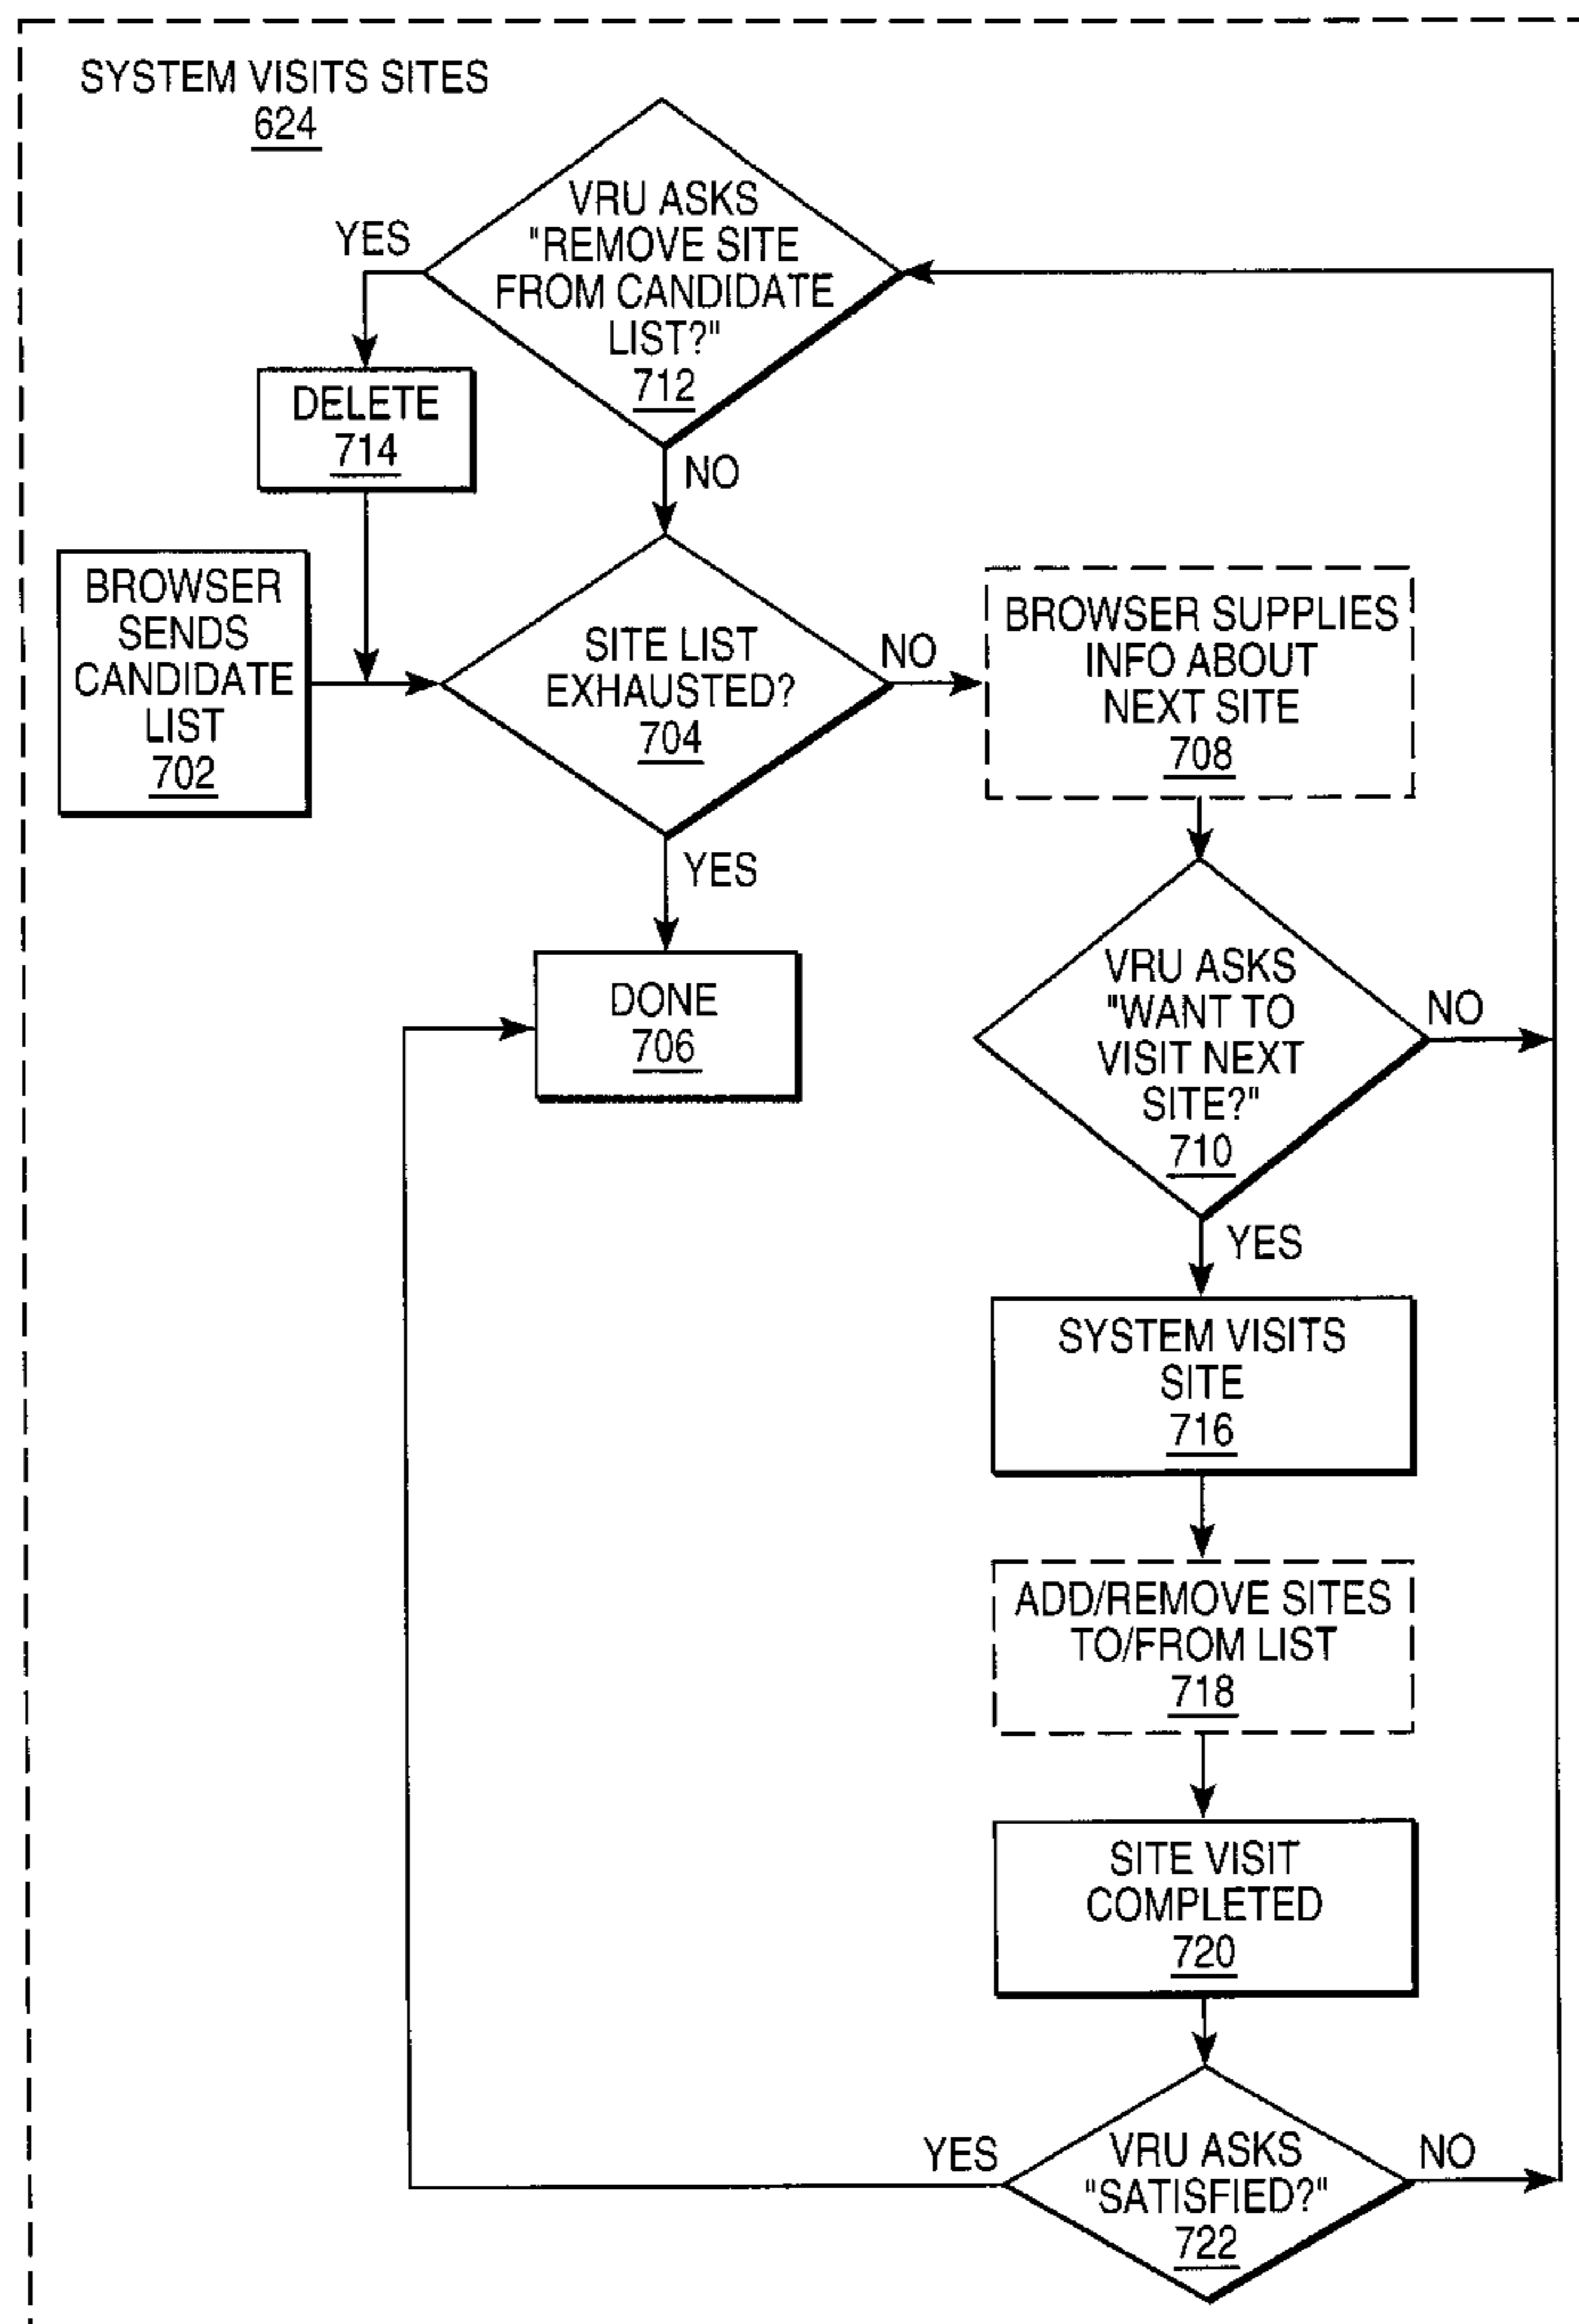 SYSTEM VISITS SITES
624
VRU ASKS
"REMOVE SITE
FROM CANDIDATE
LIST?"
712
YES
NO
DELETE
714
BROWSER
SENDS
CANDIDATE
LIST
702
SITE LIST
EXHAUSTED?
704
NO
YES
BROWSER SUPPLIES
INFO ABOUT
NEXT SITE
708
DONE
706
VRU ASKS
"WANT TO
VISIT NEXT
SITE?"
710
NO
YES
SYSTEM VISITS
SITE
716
ADD/REMOVE SITES
TO/FROM LIST
718
SITE VISIT
COMPLETED
720
VRU ASKS
"SATISFIED?"
722
YES
NO